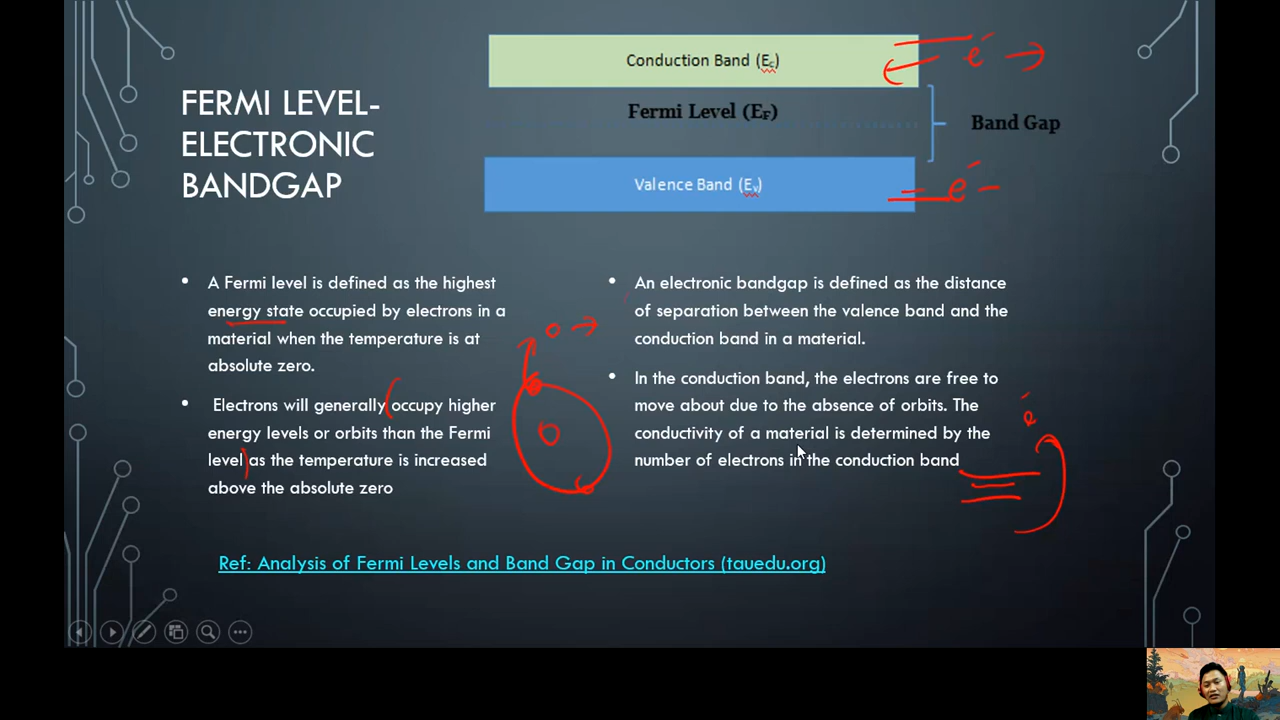 FERMI LEVEL-
ELECTRONIC
BANDGAP
Conduction Band (Ec)
Fermi Level (EF)
Band Gap
Valence Band (Ev)
e-
e-
• A Fermi level is defined as the highest
energy state occupied by electrons in a
material when the temperature is at
absolute zero.
• Electrons will generally occupy higher
energy levels or orbits than the Fermi
level as the temperature is increased
above the absolute zero
• An electronic bandgap is defined as the distance
of separation between the valence band and the
conduction band in a material.
• In the conduction band, the electrons are free to
move about due to the absence of orbits. The
conductivity of a material is determined by the
number of electrons in the conduction band
e-
Ref: Analysis of Fermi Levels and Band Gap in Conductors (tauedu.org)